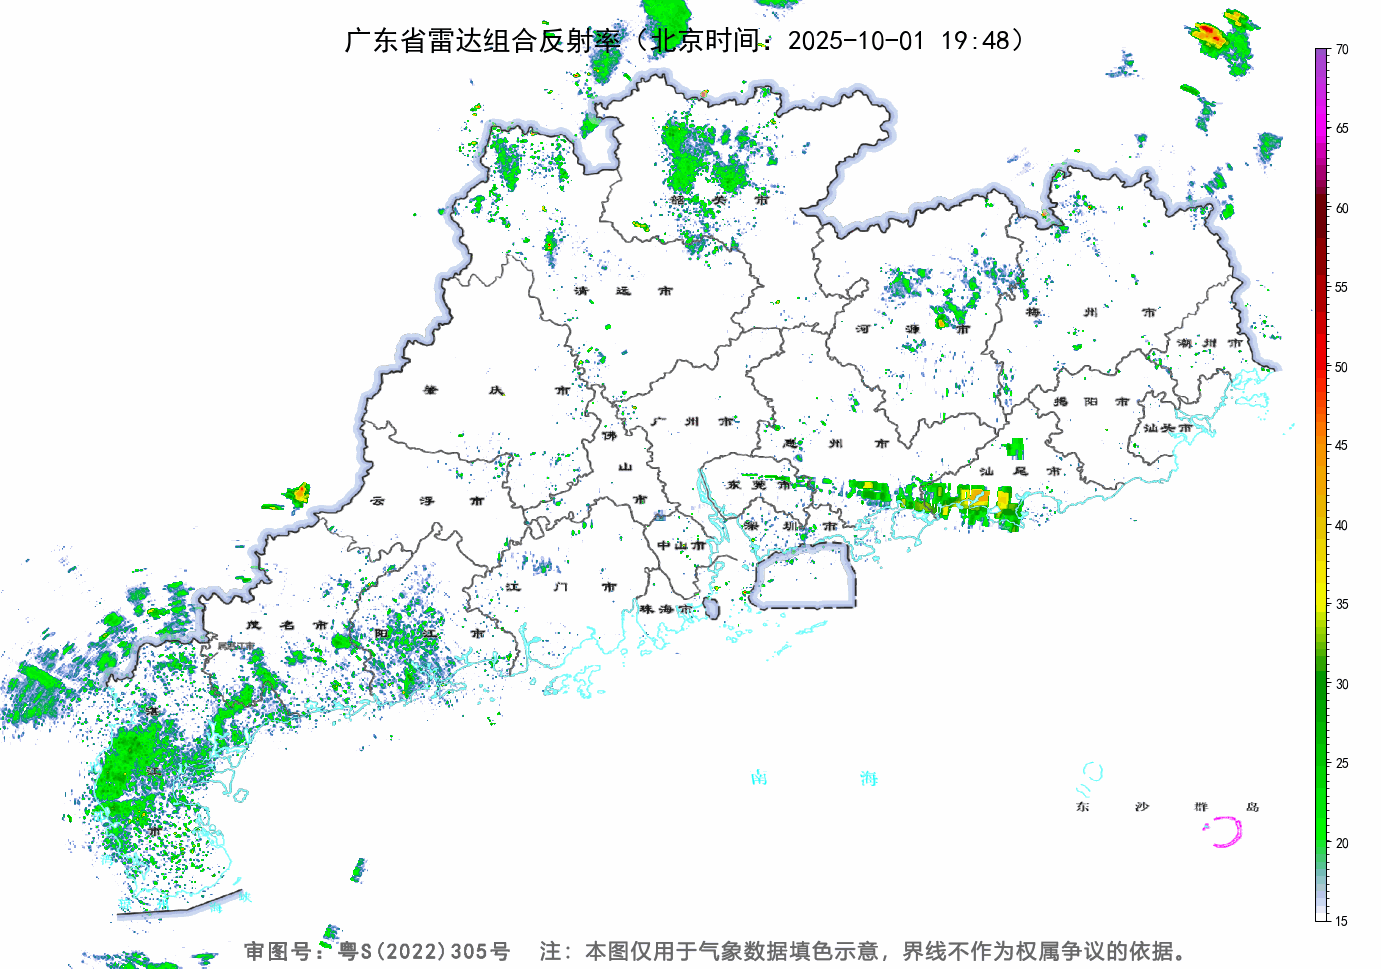 广东省雷达组合反射率（北京时间：2025-10-01 19:48）
70
65
60
55
50
45
40
35
30
25
20
15
韶关市
清远市
河源市
梅州市
潮州市
肇庆市
广州市
惠州市
揭阳市
汕头市
佛山市
云浮市
东莞市
汕尾市
深圳市
中山市
江门市
珠海市
茂名市
阳江市
湛江市
南海
东沙群岛
审图号：粤S(2022)305号 注：本图仅用于气象数据填色示意，界线不作为权属争议的依据。